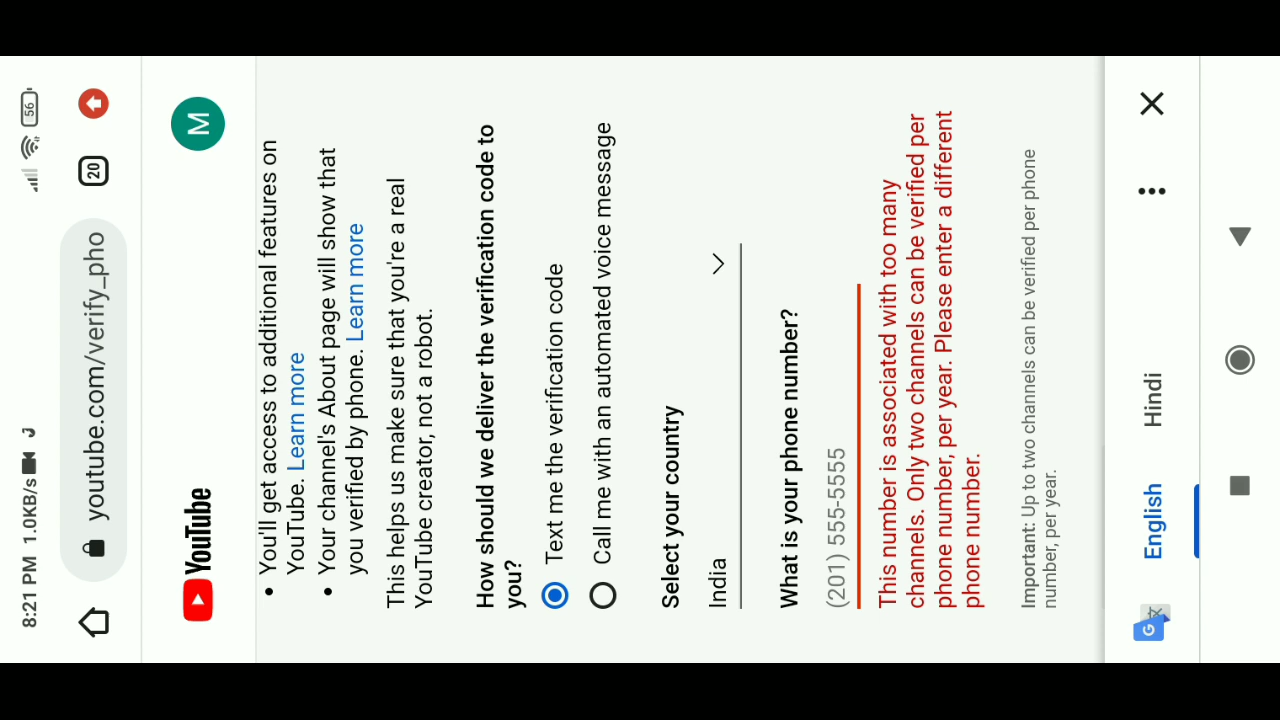 8:21 PM 1.0KB/s
56
youtube.com/verify_pho
20
YouTube
M
• You'll get access to additional features on
YouTube. Learn more
• Your channel's About page will show that
you verified by phone. Learn more
This helps us make sure that you're a real
YouTube creator, not a robot.
How should we deliver the verification code to
you?
Text me the verification code
Call me with an automated voice message
Select your country
India
What is your phone number?
(201) 555-5555
This number is associated with too many
channels. Only two channels can be verified per
phone number, per year. Please enter a different
phone number.
Important: Up to two channels can be verified per phone
number, per year.
G 文
English
Hindi